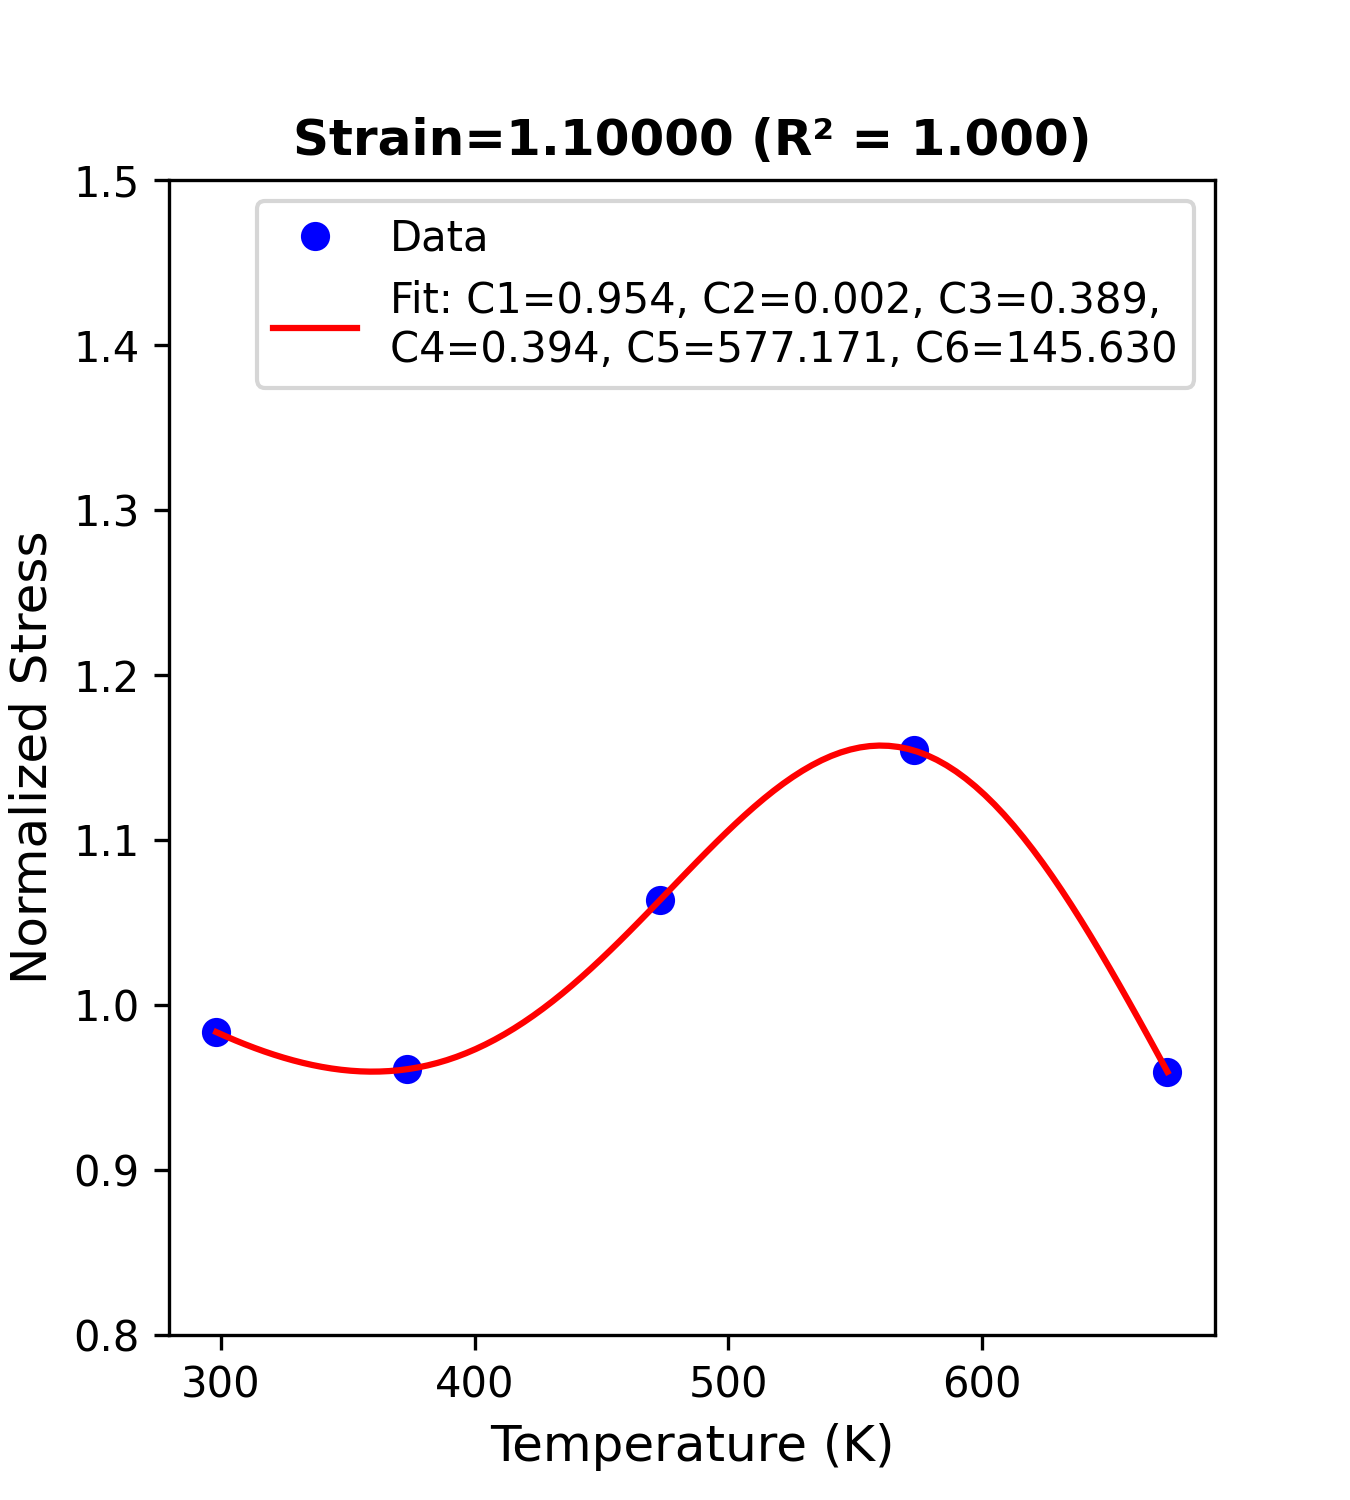 Strain=1.10000 (R² = 1.000)
1.5
1.4
1.3
1.2
1.1
1.0
0.9
0.8
Normalized Stress
Data
Fit: C1=0.954, C2=0.002, C3=0.389,
C4=0.394, C5=577.171, C6=145.630
300 400 500 600
Temperature (K)